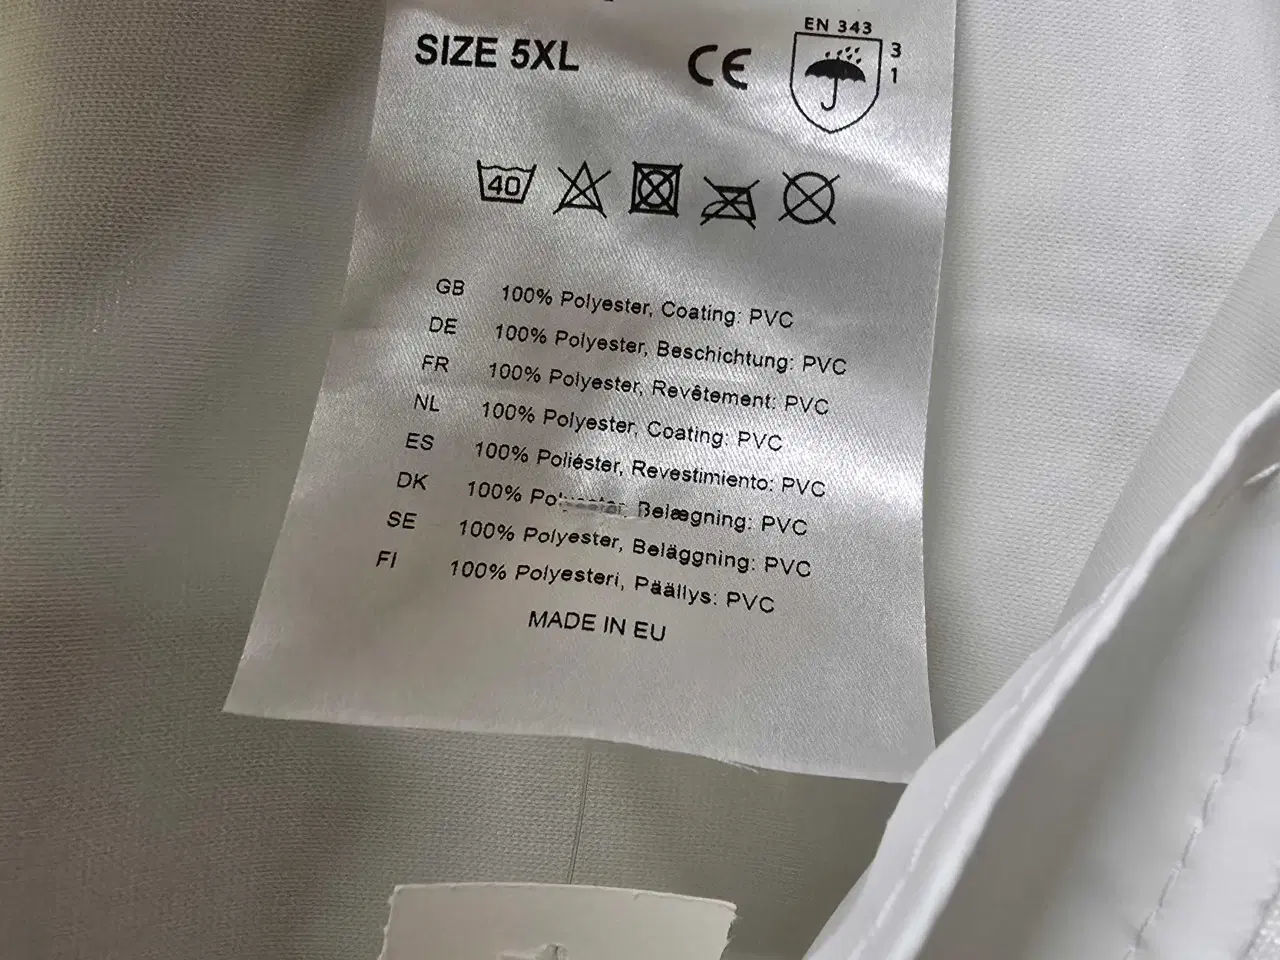 SIZE 5XL
CE
EN 343
3
1
40
GB 100% Polyester, Coating: PVC
DE 100% Polyester, Beschichtung: PVC
FR 100% Polyester, Revêtement: PVC
NL 100% Polyester, Coating: PVC
ES 100% Poliéster, Revestimiento: PVC
DK 100% Belægning: PVC
SE 100% Polyester, Beläggning: PVC
FI 100% Polyesteri, Päällys: PVC
MADE IN EU